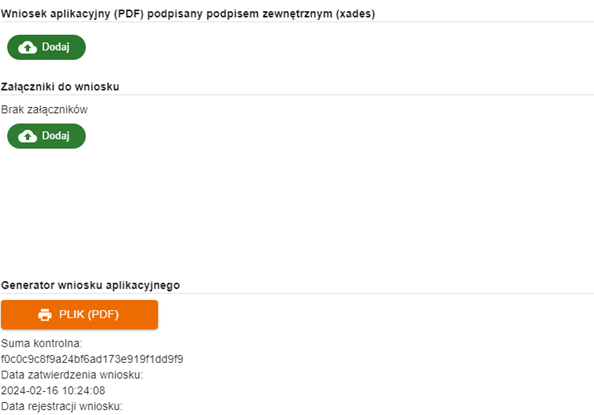 Wniosek aplikacyjny (PDF) podpisany podpisem zewnętrznym (xades)
Dodaj
Załączniki do wniosku
Brak załączników
Dodaj
Generator wniosku aplikacyjnego
PLIK (PDF)
Suma kontrolna:
f0c0c9c8f9a24bf6ad173e919f1dd9f9
Data zatwierdzenia wniosku:
2024-02-16 10:24:08
Data rejestracji wniosku: